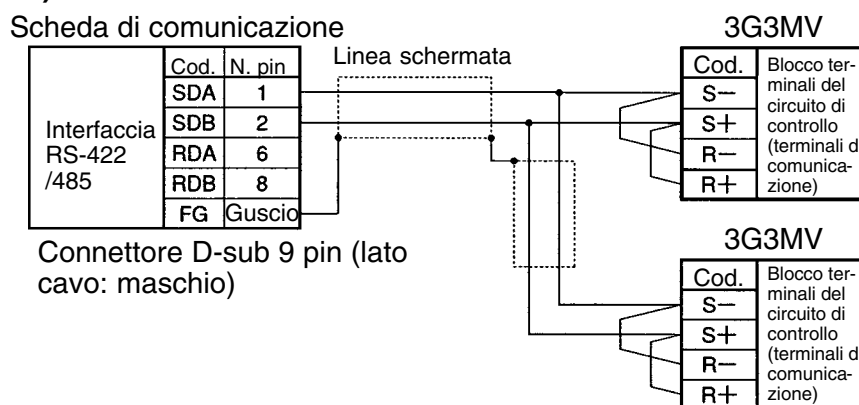 Scheda di comunicazione
Interfaccia
RS-422
/485
Cod. N. pin
SDA 1
SDB 2
RDA 6
RDB 8
FG Guscio
Linea schermata
Connettore D-sub 9 pin (lato
cavo: maschio)
3G3MV
Cod.
S−
S+
R−
R+
Blocco ter-
minali del
circuito di
controllo
(terminali d
comunica-
zione)
3G3MV
Cod.
S−
S+
R−
R+
Blocco ter-
minali del
circuito di
controllo
(terminali d
comunica-
zione)